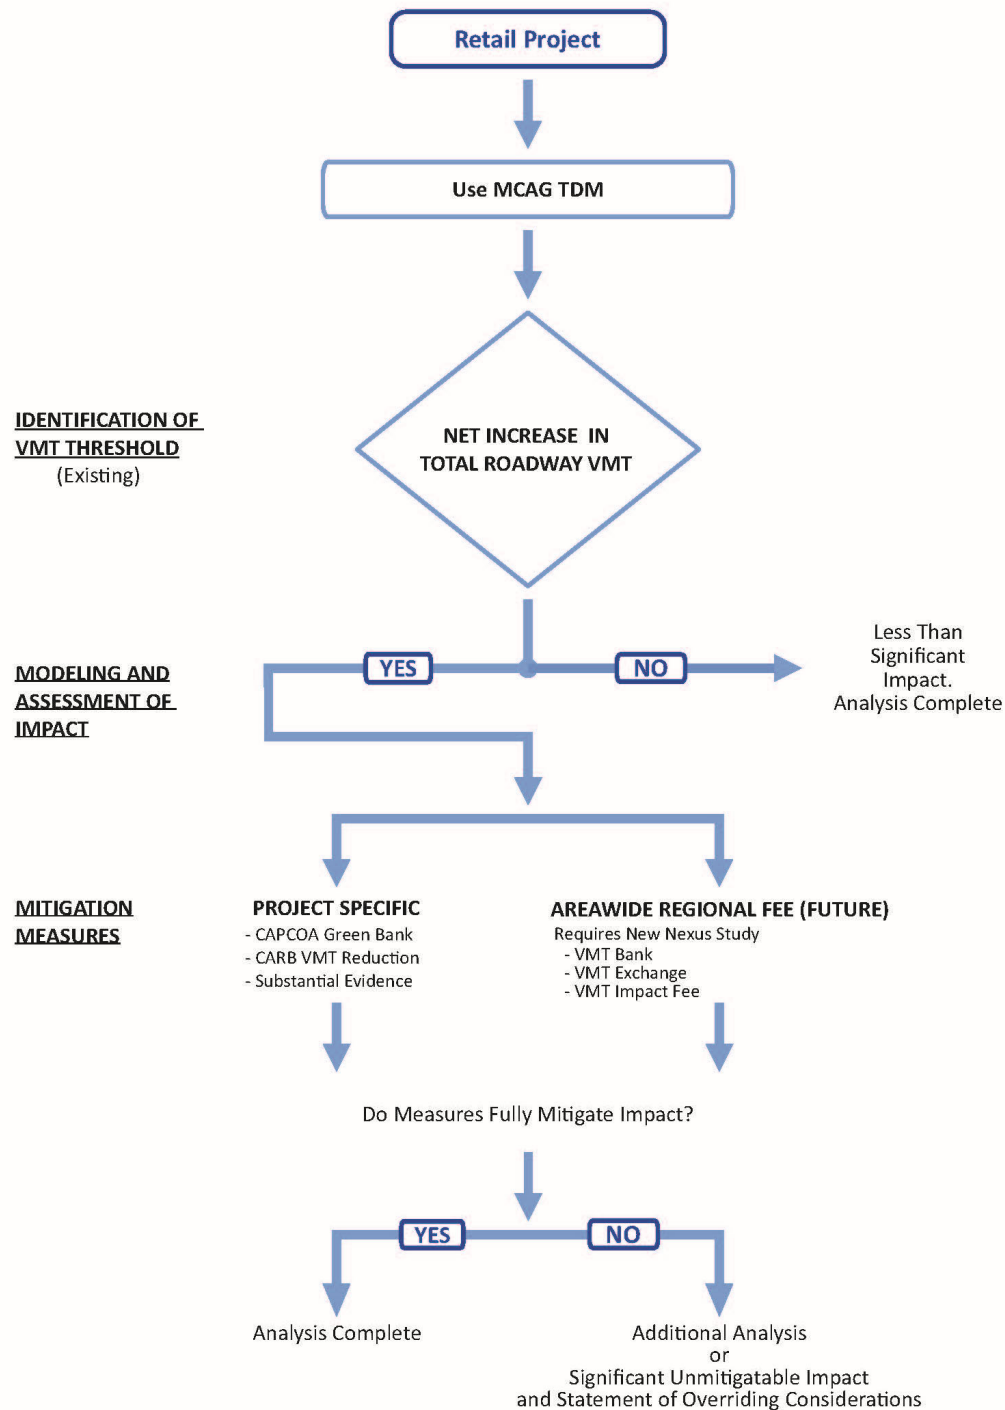 Retail Project
Use MCAG TDM
IDENTIFICATION OF
VMT THRESHOLD
(Existing)
NET INCREASE IN
TOTAL ROADWAY VMT
MODELING AND
ASSESSMENT OF
IMPACT
YES
NO
Less Than
Significant
Impact.
Analysis Complete
MITIGATION
MEASURES
PROJECT SPECIFIC
- CAPCOA Green Bank
- CARB VMT Reduction
- Substantial Evidence
AREAWIDE REGIONAL FEE (FUTURE)
Requires New Nexus Study
- VMT Bank
- VMT Exchange
- VMT Impact Fee
Do Measures Fully Mitigate Impact?
YES
NO
Analysis Complete
Additional Analysis
or
Significant Unmitigatable Impact
and Statement of Overriding Considerations